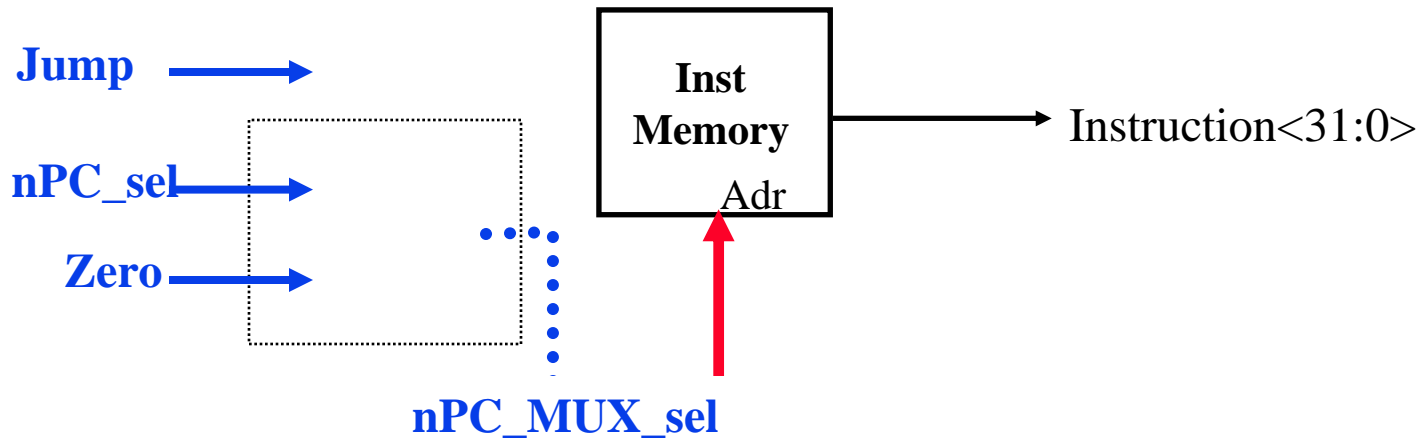 Jump
Inst
Memory
Instruction<31:0>
nPC_sel
Adr
Zero
nPC_MUX_sel